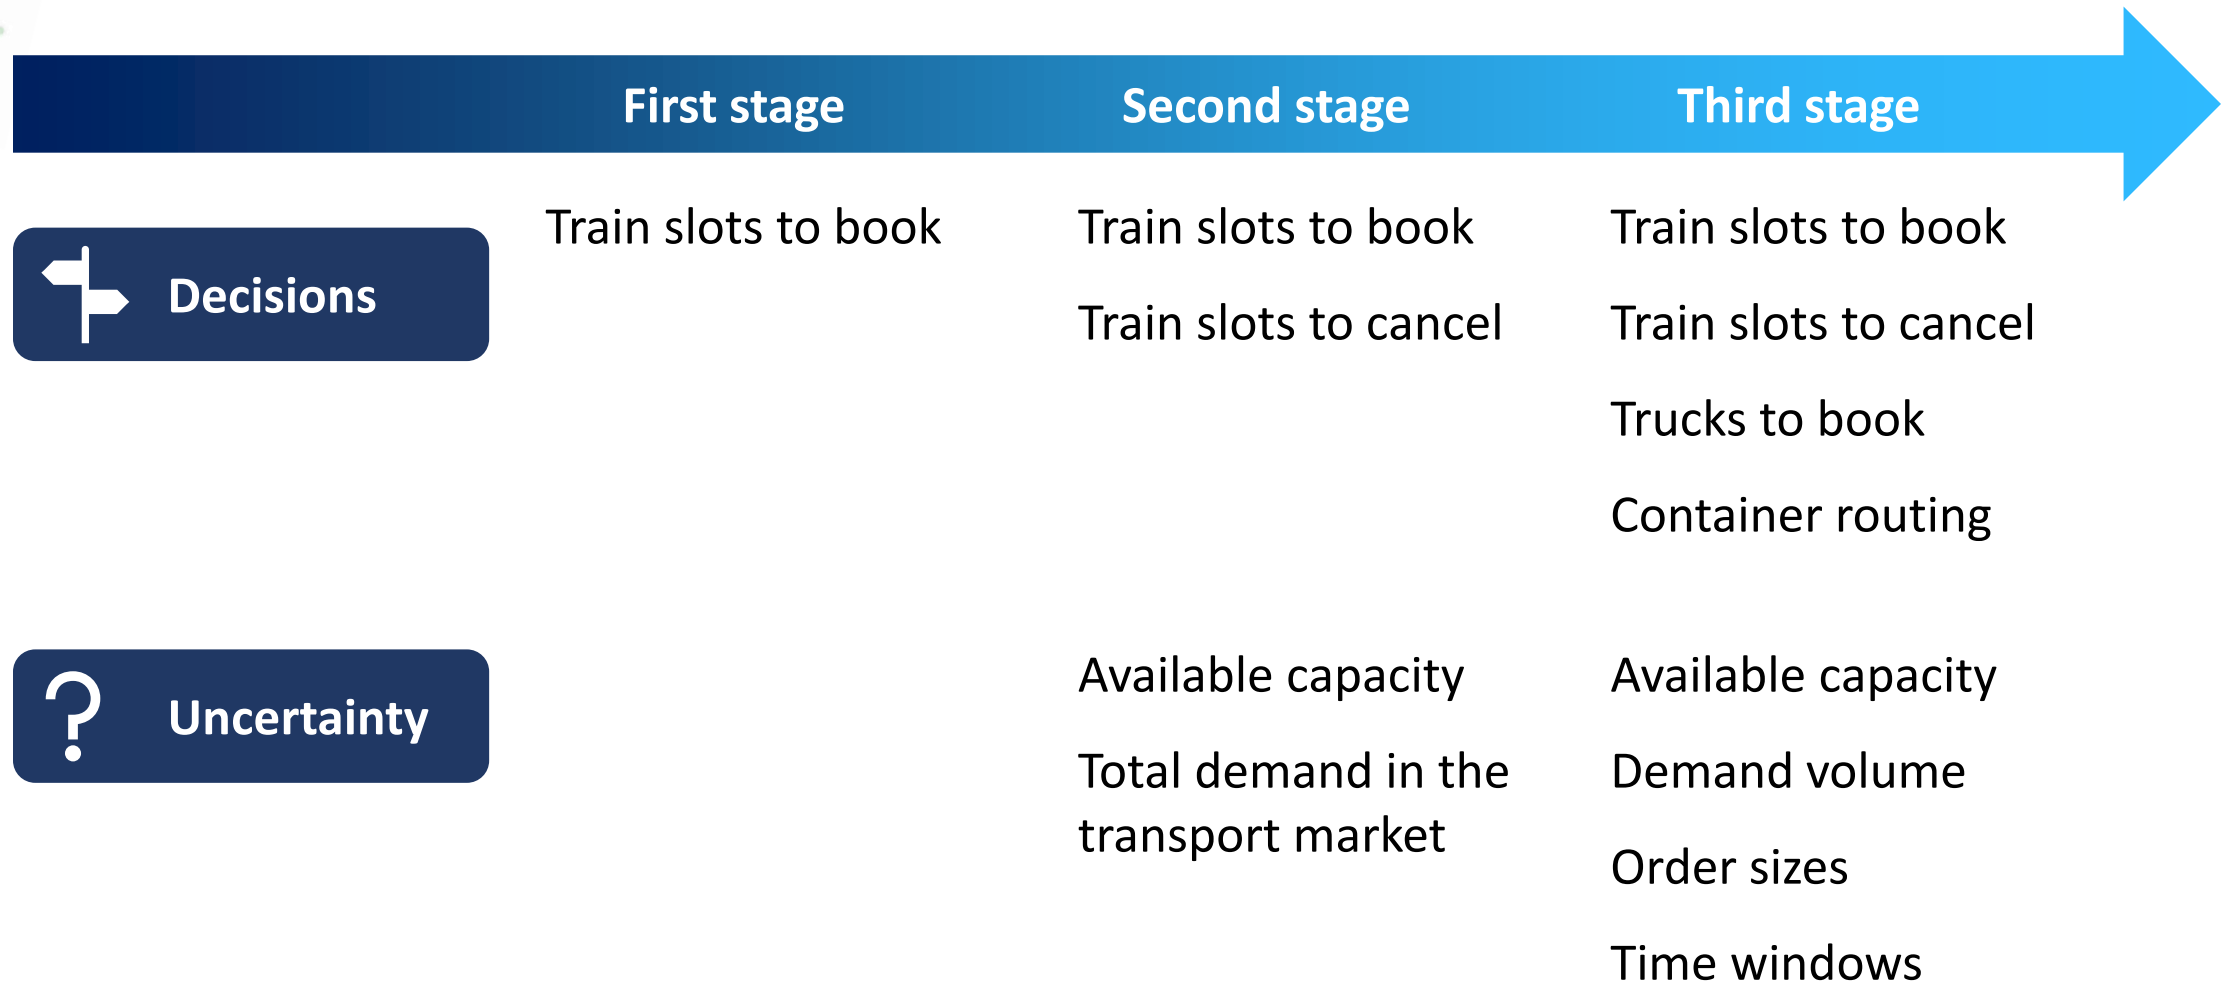 First stage
Second stage
Third stage
Decisions
Train slots to book
Train slots to book
Train slots to cancel
Train slots to book
Train slots to cancel
Trucks to book
Container routing
Uncertainty
Available capacity
Total demand in the
transport market
Available capacity
Demand volume
Order sizes
Time windows